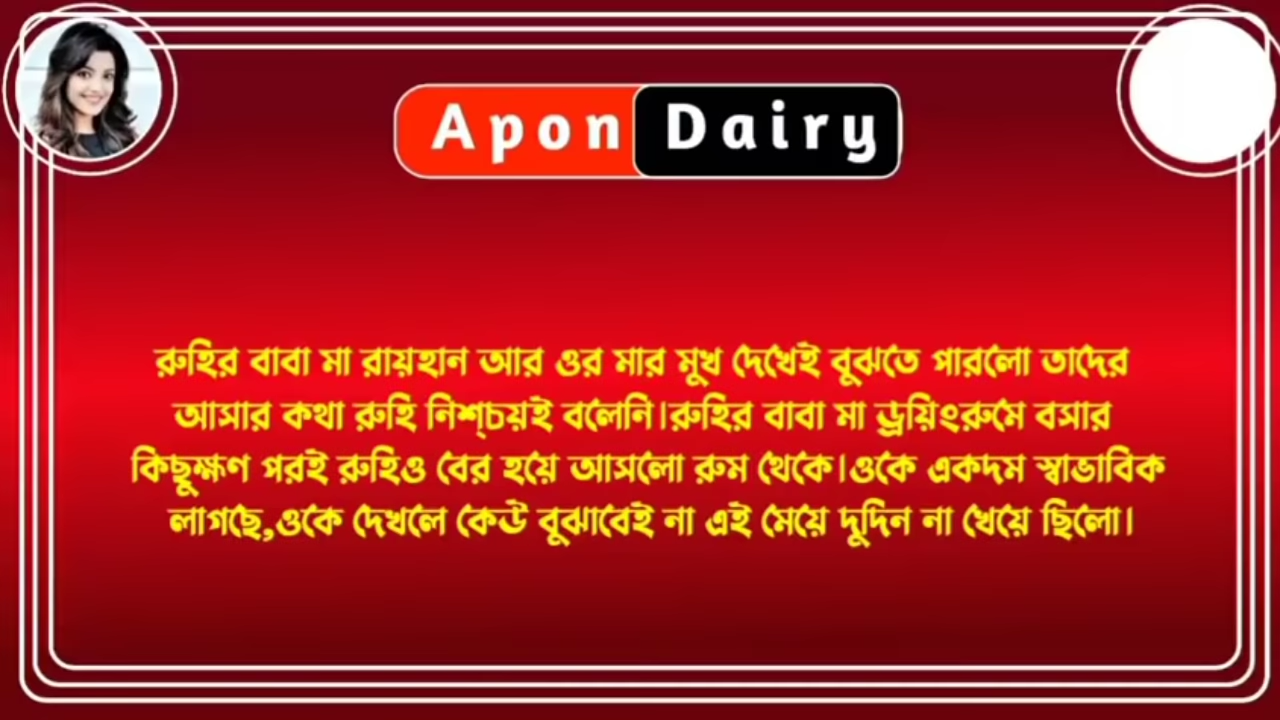 Apon Dairy
রুহির বাবা মা রায়হান আর ওর মার মুখ দেখেই বুঝতে পারলো তাদের
আসার কথা রুহি নিশ্চয়ই বলেনি।রুহির বাবা মা ড্রয়িংরুমে বসার
কিছুক্ষণ পরই রুহিও বের হয়ে আসলো রুম থেকে।ওকে একদম স্বাভাবিক
লাগছে,ওকে দেখলে কেউ বুঝাবেই না এই মেয়ে দুদিন না খেয়ে ছিলো।